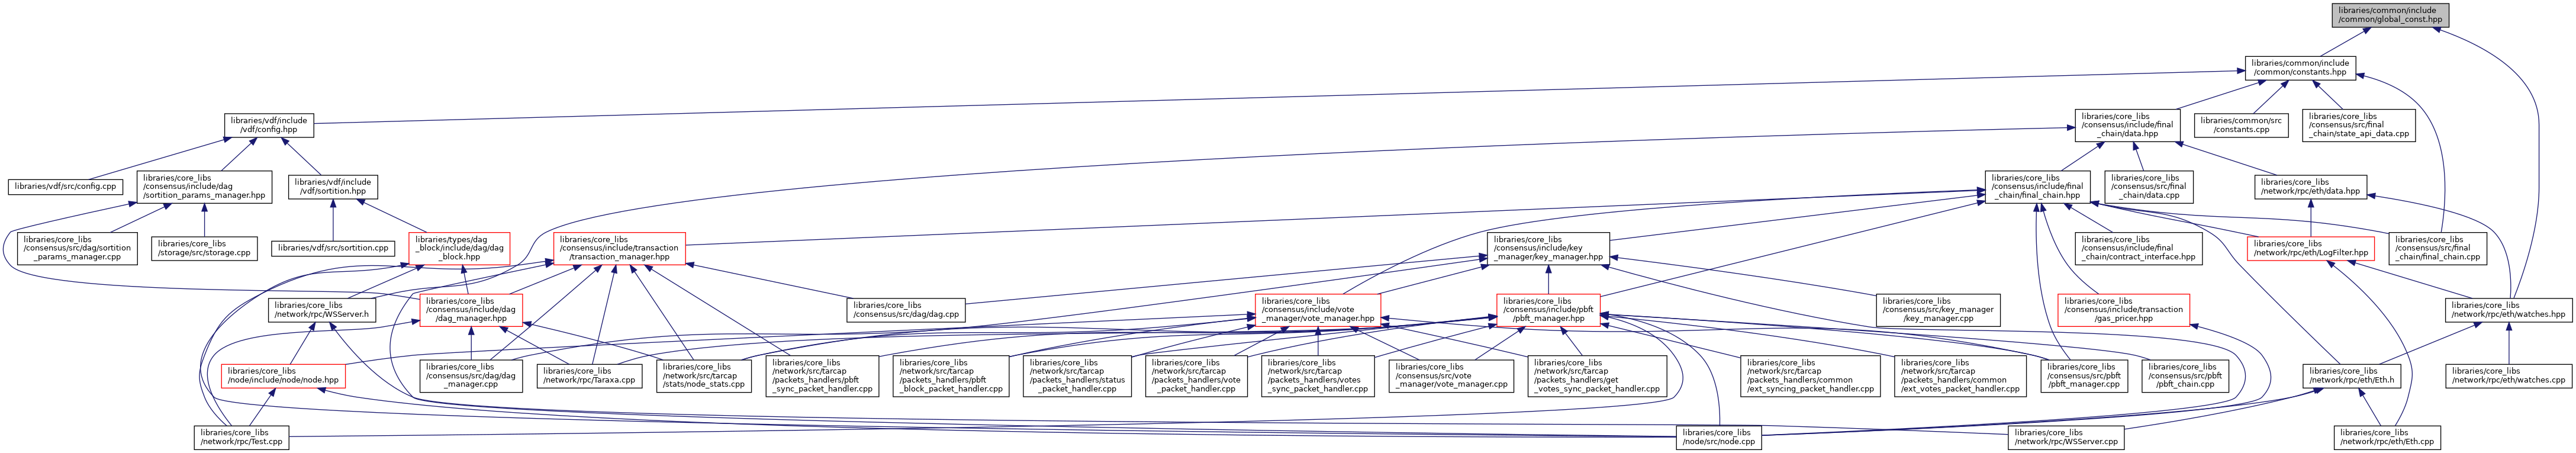 libraries/common/include
/common/global_const.hpp
libraries/common/include
/common/constants.hpp
libraries/vdf/include
/vdf/config.hpp
libraries/core_libs
/consensus/include/final
_chain/data.hpp
libraries/common/src
/constants.cpp
libraries/core_libs
/consensus/src/final
_chain/state_api_data.cpp
libraries/vdf/src/config.cpp
libraries/core_libs
/consensus/include/dag
/sortition_params_manager.hpp
libraries/vdf/include
/vdf/sortition.hpp
libraries/core_libs
/consensus/include/final
_chain/final_chain.hpp
libraries/core_libs
/consensus/src/final
_chain/data.cpp
libraries/core_libs
/network/rpc/eth/data.hpp
libraries/core_libs
/consensus/src/dag/sortition
_params_manager.cpp
libraries/core_libs
/storage/src/storage.cpp
libraries/vdf/src/sortition.cpp
libraries/types/dag
_block/include/dag/dag
_block.hpp
libraries/core_libs
/consensus/include/transaction
/transaction_manager.hpp
libraries/core_libs
/consensus/include/key
_manager/key_manager.hpp
libraries/core_libs
/consensus/include/final
_chain/contract_interface.hpp
libraries/core_libs
/network/rpc/eth/LogFilter.hpp
libraries/core_libs
/consensus/src/final
_chain/final_chain.cpp
libraries/core_libs
/network/rpc/WSServer.h
libraries/core_libs
/consensus/include/dag
/dag_manager.hpp
libraries/core_libs
/consensus/src/dag/dag.cpp
libraries/core_libs
/consensus/include/vote
_manager/vote_manager.hpp
libraries/core_libs
/consensus/include/pbft
/pbft_manager.hpp
libraries/core_libs
/consensus/src/key_manager
/key_manager.cpp
libraries/core_libs
/consensus/include/transaction
/gas_pricer.hpp
libraries/core_libs
/network/rpc/eth/watches.hpp
libraries/core_libs
/node/include/node/node.hpp
libraries/core_libs
/consensus/src/dag/dag
_manager.cpp
libraries/core_libs
/network/rpc/Taraxa.cpp
libraries/core_libs
/network/src/tarcap
/stats/node_stats.cpp
libraries/core_libs
/network/src/tarcap
/packets_handlers/pbft
_sync_packet_handler.cpp
libraries/core_libs
/network/src/tarcap
/packets_handlers/pbft
_block_packet_handler.cpp
libraries/core_libs
/network/src/tarcap
/packets_handlers/status
_packet_handler.cpp
libraries/core_libs
/network/src/tarcap
/packets_handlers/vote
_packet_handler.cpp
libraries/core_libs
/network/src/tarcap
/packets_handlers/votes
_sync_packet_handler.cpp
libraries/core_libs
/consensus/src/vote
_manager/vote_manager.cpp
libraries/core_libs
/network/src/tarcap
/packets_handlers/get
_votes_sync_packet_handler.cpp
libraries/core_libs
/network/src/tarcap
/packets_handlers/common
/ext_syncing_packet_handler.cpp
libraries/core_libs
/network/src/tarcap
/packets_handlers/common
/ext_votes_packet_handler.cpp
libraries/core_libs
/consensus/src/pbft
/pbft_manager.cpp
libraries/core_libs
/consensus/src/pbft
/pbft_chain.cpp
libraries/core_libs
/network/rpc/eth/Eth.h
libraries/core_libs
/network/rpc/eth/watches.cpp
libraries/core_libs
/network/rpc/Test.cpp
libraries/core_libs
/node/src/node.cpp
libraries/core_libs
/network/rpc/WSServer.cpp
libraries/core_libs
/network/rpc/eth/Eth.cpp